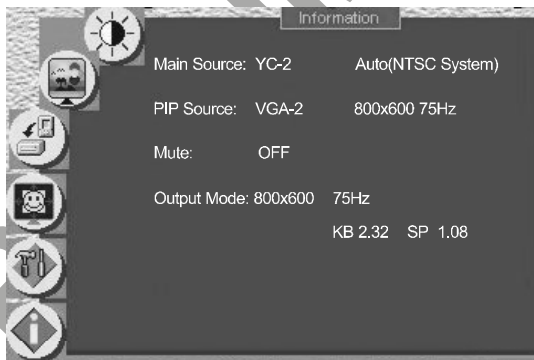 Information
Main Source: YC-2 Auto(NTSC System)
PIP Source: VGA-2 800x600 75Hz
Mute: OFF
Output Mode: 800x600 75Hz
KB 2.32 SP 1.08